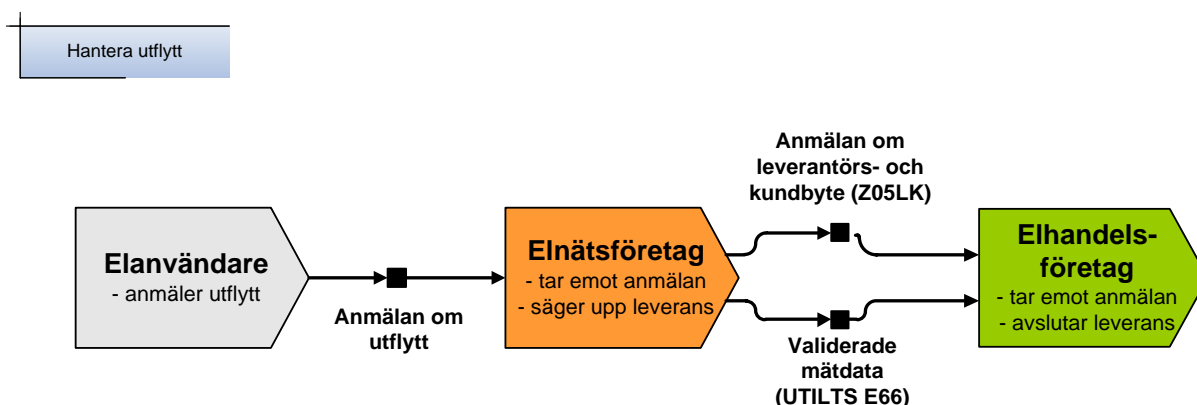 Hantera utflytt
Anmälan om
leverantörs- och
kundbyte (Z05LK)
Elanvändare
- anmäler utflytt
Anmälan om
utflytt
Elnätsföretag
- tar emot anmälan
- säger upp leverans
Elhandels-
företag
- tar emot anmälan
- avslutar leverans
Validerade
mätdata
(UTILTS E66)